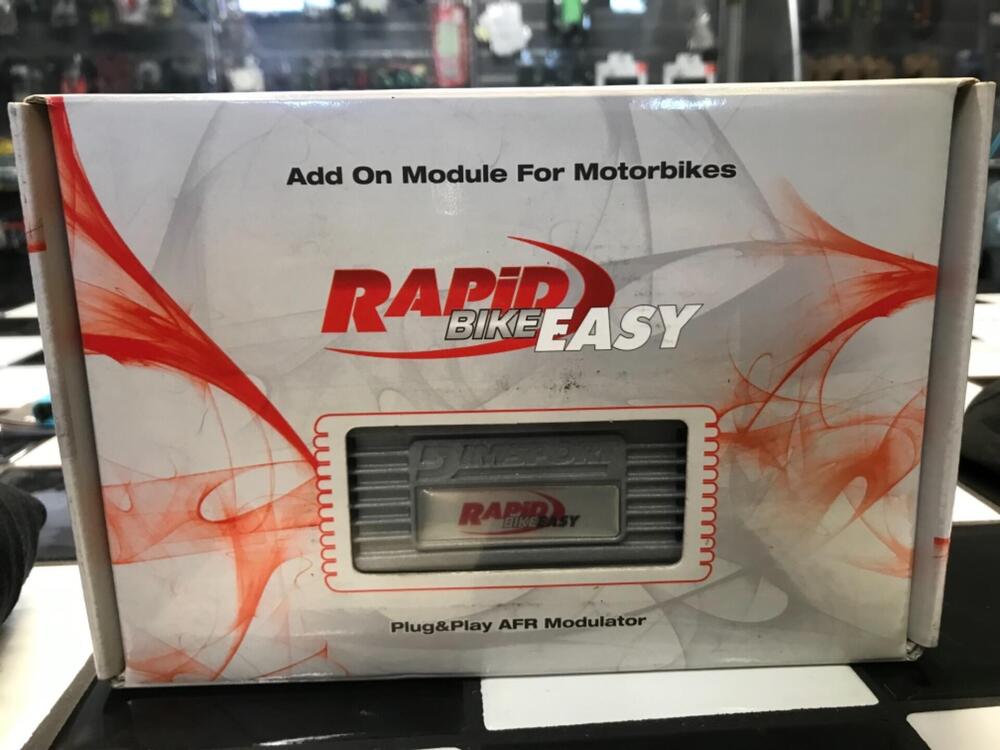 Add On Module For Motorbikes
RAPiD
BIKE EASY
DIMSPORT
RAPiD
BIKE EASY
Plug&Play AFR Modulator